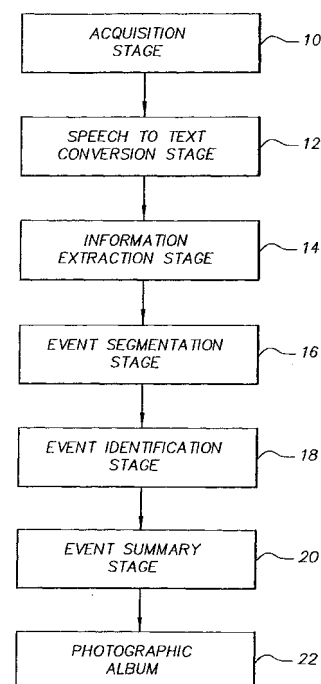 ACQUISITION
STAGE
10
SPEECH TO TEXT
CONVERSION STAGE
12
INFORMATION
EXTRACTION STAGE
14
EVENT SEGMENTATION
STAGE
16
EVENT IDENTIFICATION
STAGE
18
EVENT SUMMARY
STAGE
20
PHOTOGRAPHIC
ALBUM
22